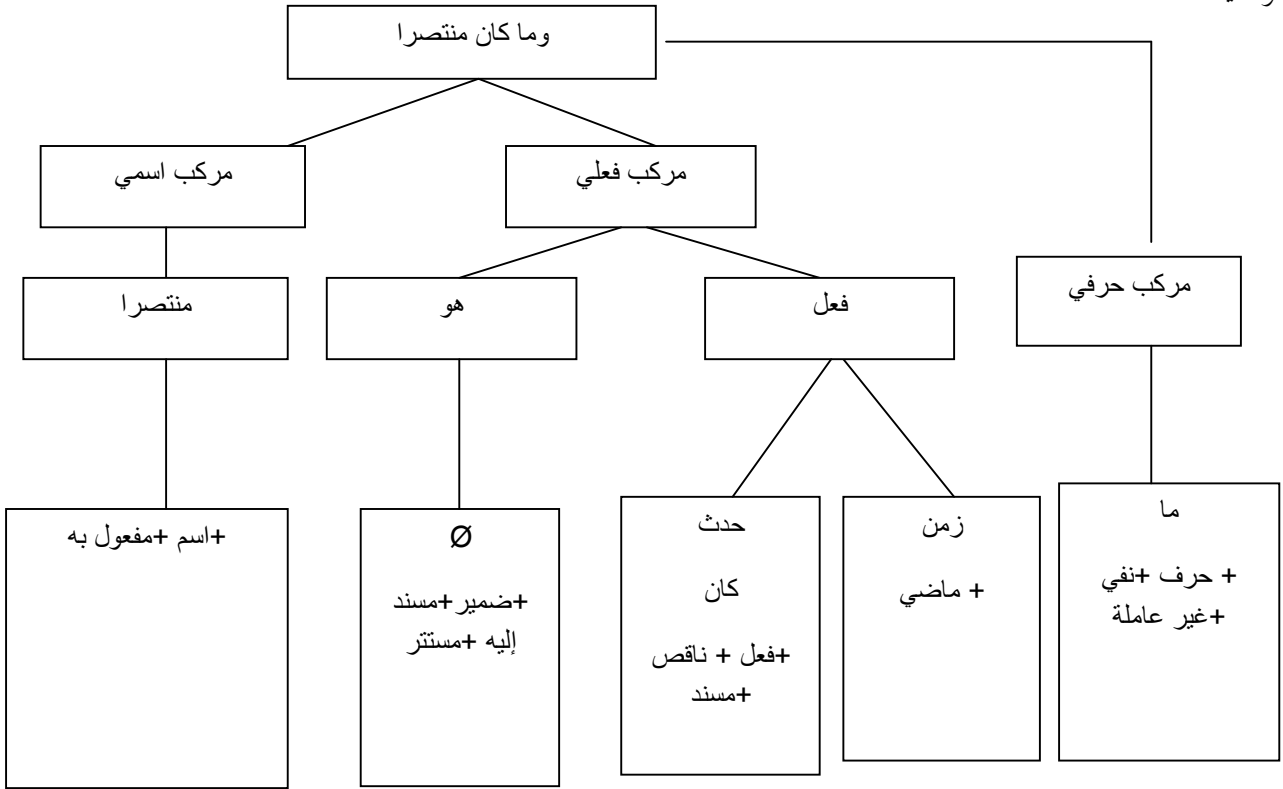 وما كان منتصرا
مركب فعلي
مركب اسمي
مركب حرفي
فعل
هو
منتصرا
ما
+ حرف +نفي
+غير عاملة
زمن
+ ماضي
حدث
كان
+فعل + ناقص
+مسند
Ø
+ضمير+مسند
إليه +مستتر
+اسم +مفعول به